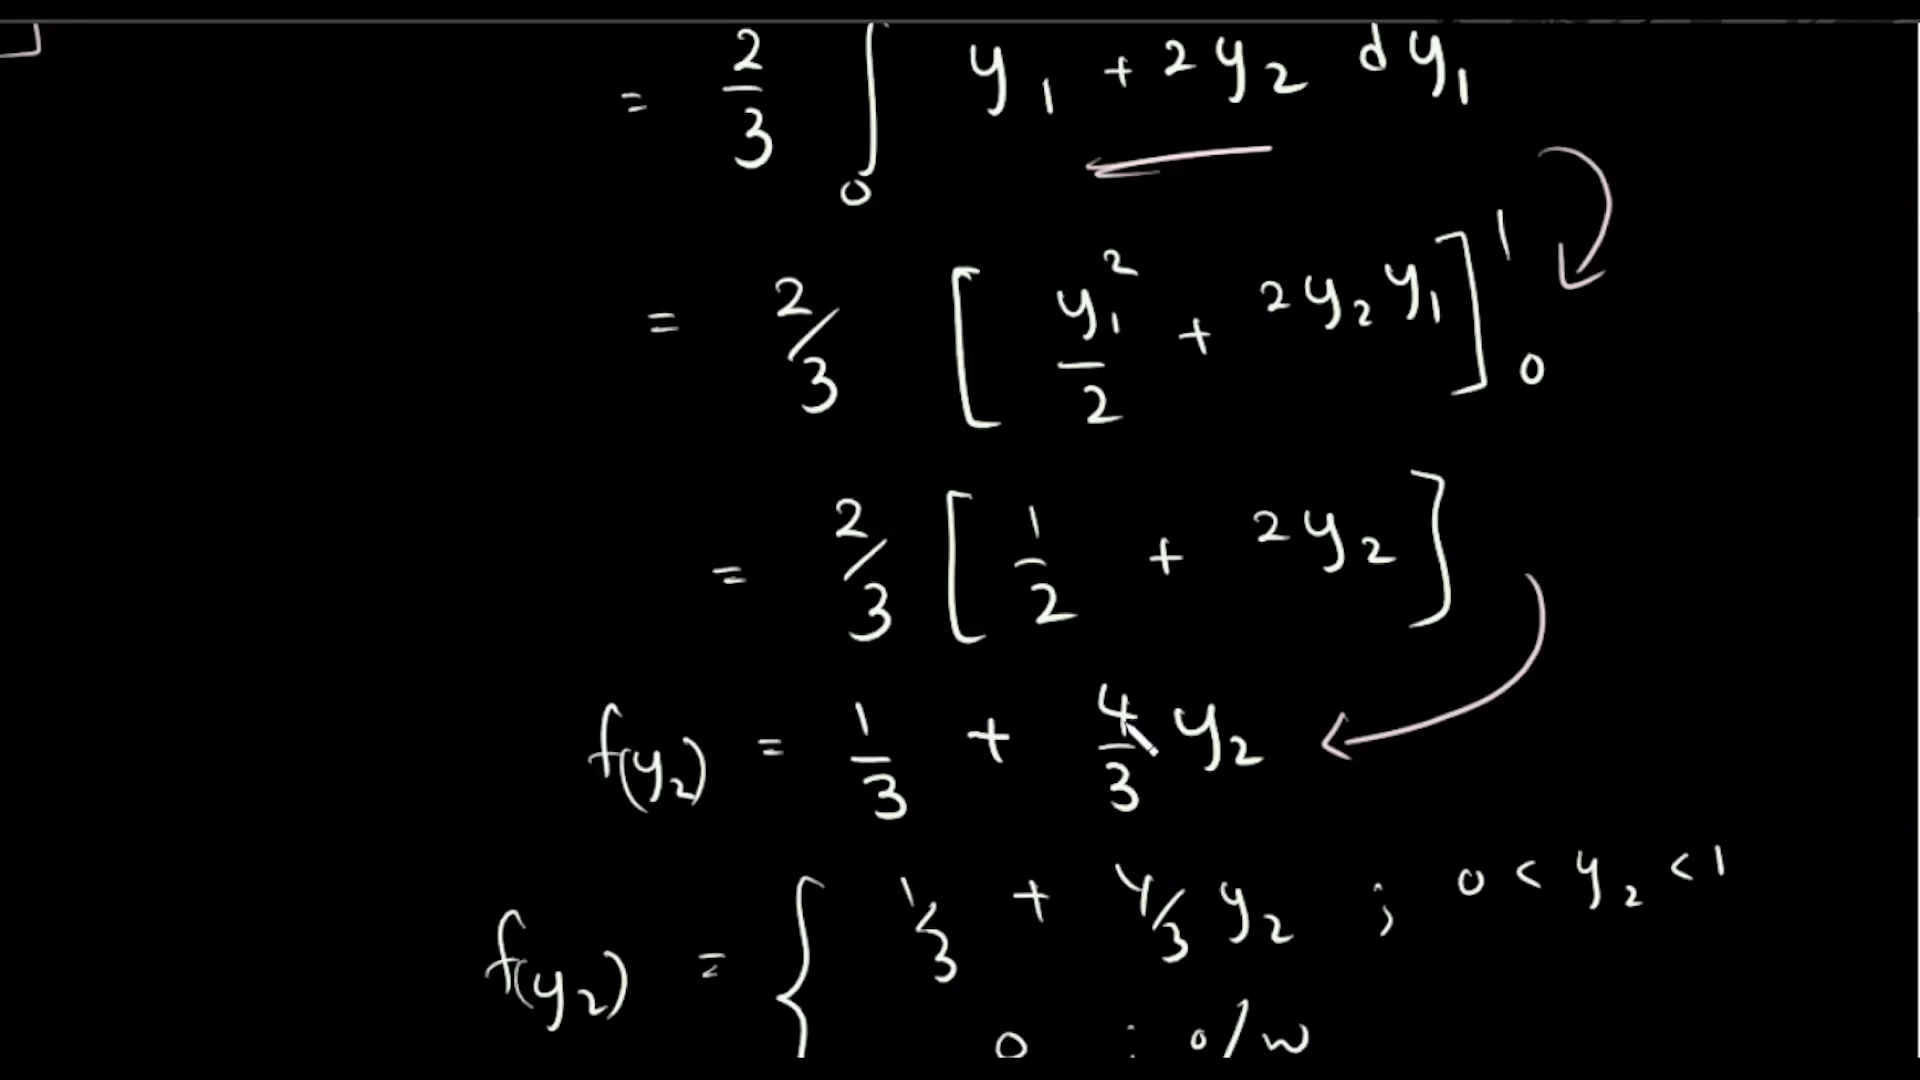 = 2/3 ∫₀ y₁ + 2y₂ dy₁
= 2/3 [ y₁²/2 + 2y₂y₁ ]₀¹
= 2/3 [ 1/2 + 2y₂ ]
f(y₂) = 1/3 + 4/3 y₂
f(y₂) = { 1/3 + 4/3 y₂ ; 0 < y₂ < 1
0 : o/w